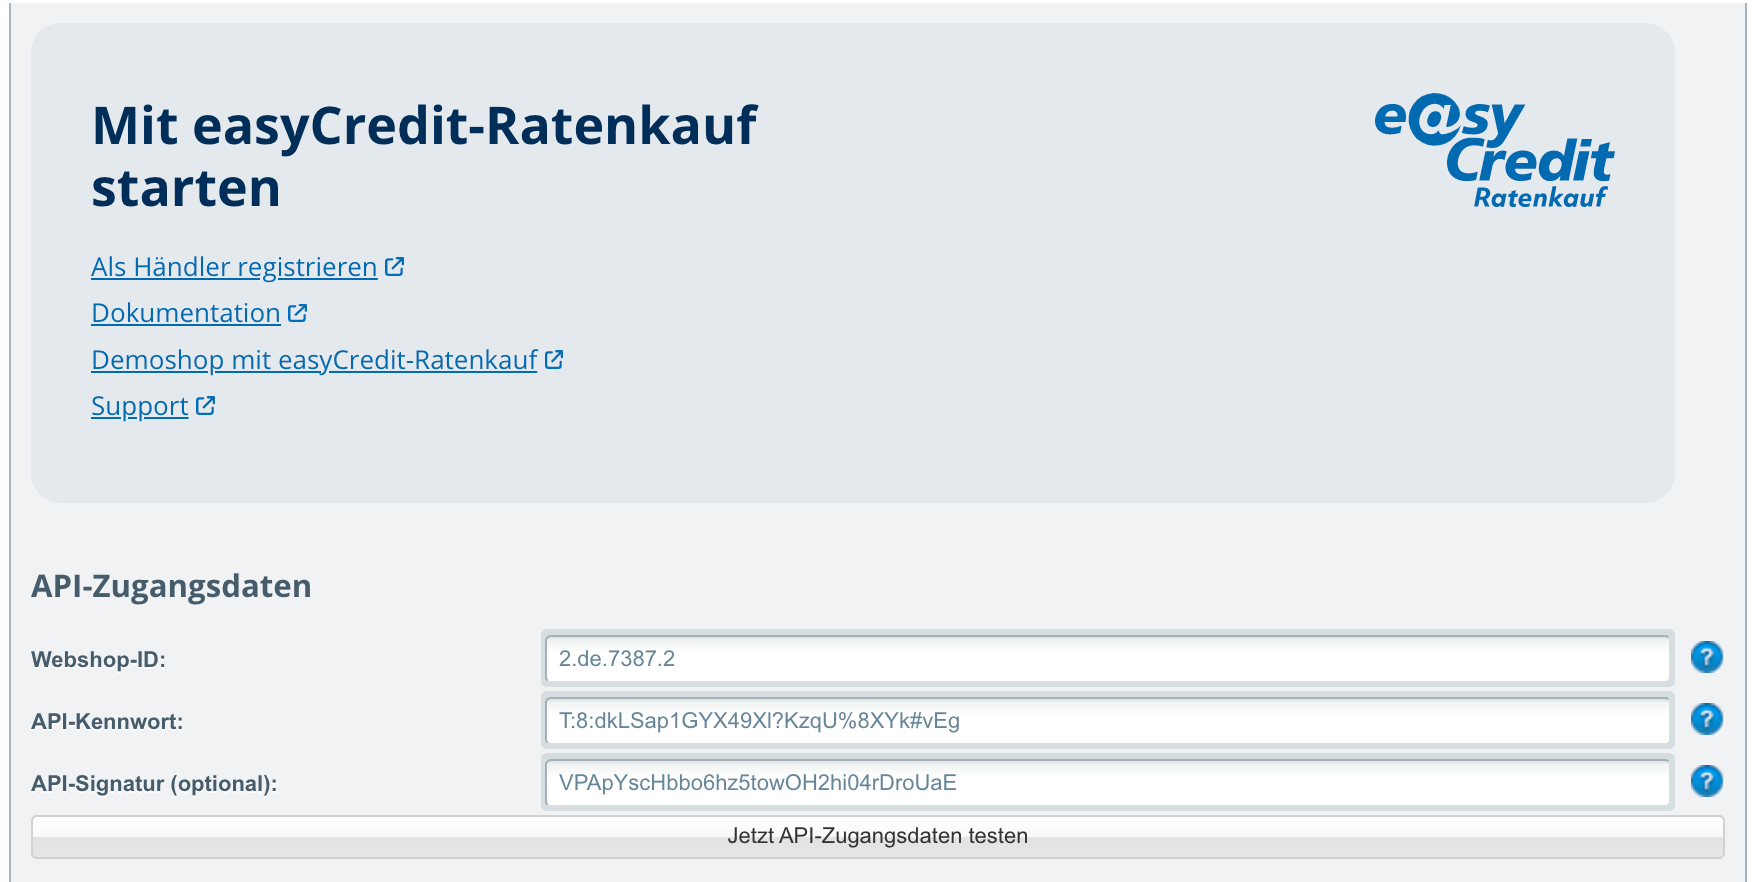 Mit easyCredit-Ratenkauf
starten
e@sy
Credit
Ratenkauf
Als Händler registrieren
Dokumentation
Demoshop mit easyCredit-Ratenkauf
Support
API-Zugangsdaten
Webshop-ID:
2.de.7387.2
API-Kennwort:
T:8:dkLSap1GYX49Xl?KzqU%8XYk#vEg
API-Signatur (optional):
VPApYscHbbo6hz5towOH2hi04rDroUaE
Jetzt API-Zugangsdaten testen